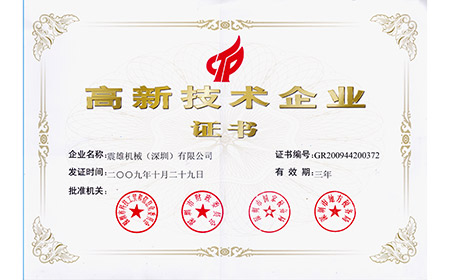 高新技术企业
证书
企业名称：震雄机械（深圳）有限公司
证书编号：GR200944200372
发证时间：二〇〇九年十月二十九日
有效期：三年
批准机关：